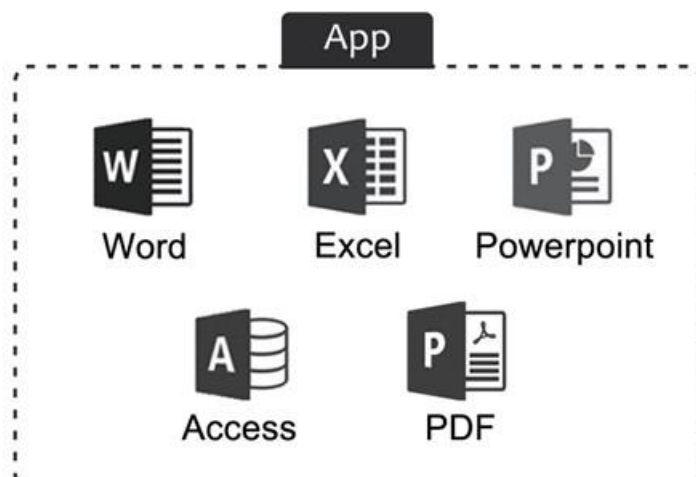 App
W
X
P
Word
Excel
Powerpoint
A
P
Access
PDF